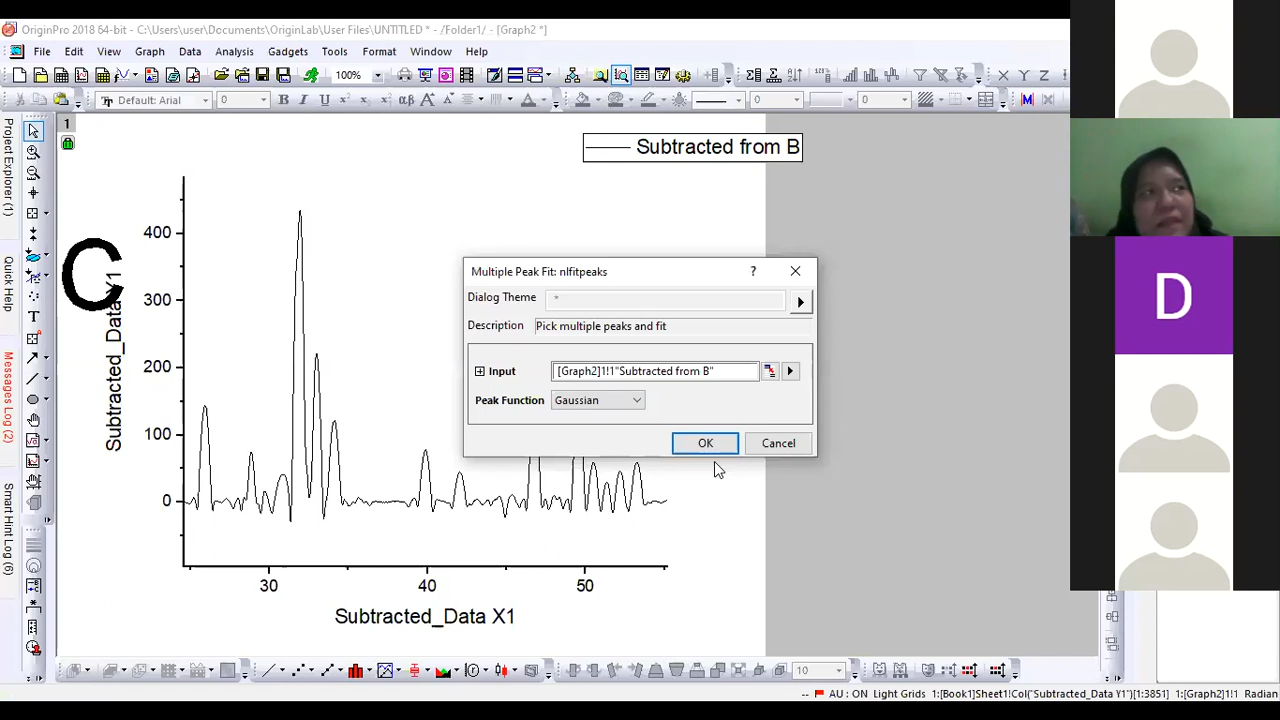 OriginPro 2018 64-bit - C:\Users\user\Documents\OriginLab\User Files\UNTITLED * - /Folder1/ - [Graph2 *]
File Edit View Graph Data Analysis Gadgets Tools Format Window Help
100%
Default: Arial 0 B I U x² x₂ αβ A A A 0 0 M
X Y Z
1
Subtracted from B
Project Explorer (1)
Quick Help
Messages Log (2)
Smart Hint Log (6)
C
Subtracted_Data Y1
400
300
200
100
0
30 40 50
Subtracted_Data X1
Multiple Peak Fit: nlfitpeaks ?
Dialog Theme *
Description Pick multiple peaks and fit
Input [Graph2]1!1"Subtracted from B"
Peak Function Gaussian
OK Cancel
D
T
10
-- AU : ON Light Grids 1:[Book1]Sheet1!Col("Subtracted_Data Y1")[1:3851] 1:[Graph2]1!1 Radian